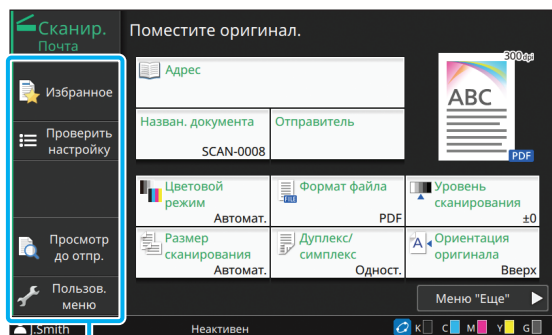 Сканир.
Почта
Поместите оригинал.
300dpi
Избранное
Проверить
настройку
Просмотр
до отпр.
Пользов.
меню
Адрес
Назван. документа
SCAN-0008
Отправитель
ABC
PDF
Цветовой
режим
Автомат.
FILE
Формат файла
PDF
Уровень
сканирования
±0
Размер
сканирования
Автомат.
Дуплекс/
симплекс
Одност.
A
Ориентация
оригинала
Вверх
Меню "Еще"
J.Smith
Неактивен
K C M Y G